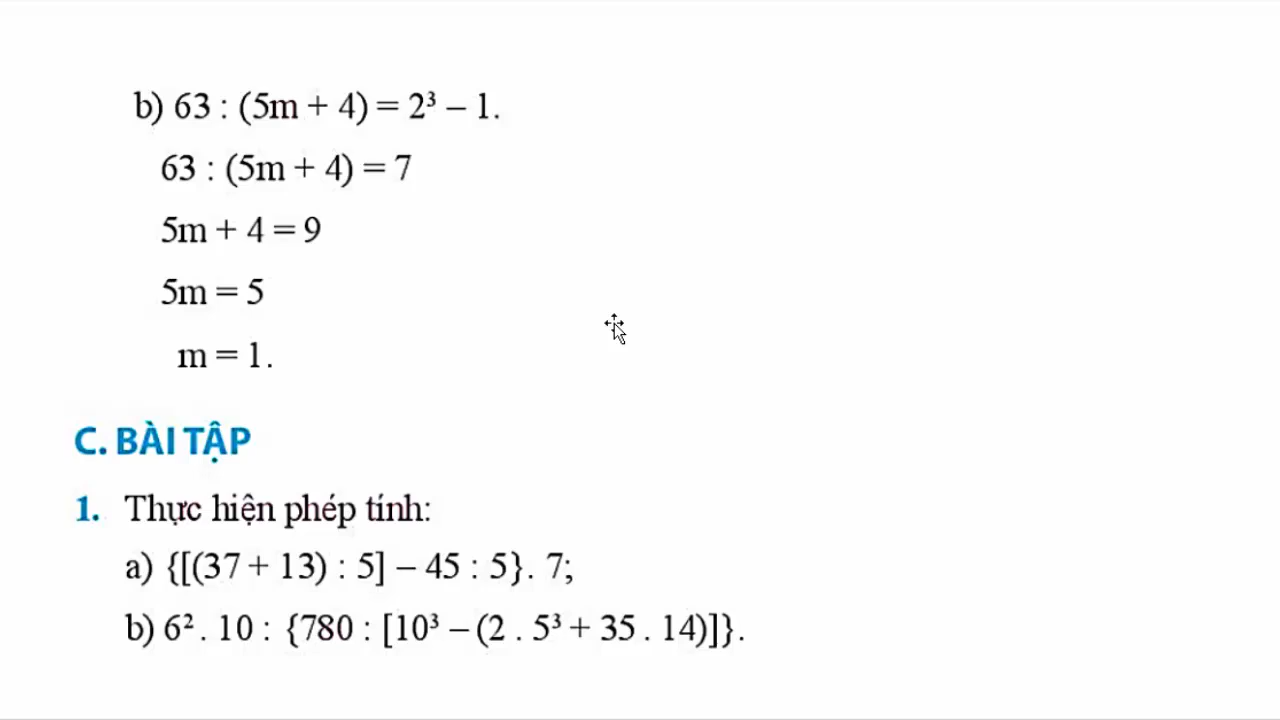 b) 63 : (5m + 4) = 2³ – 1.
63 : (5m + 4) = 7
5m + 4 = 9
5m = 5
m = 1.
C. BÀI TẬP
1. Thực hiện phép tính:
a) {[(37 + 13) : 5] – 45 : 5}. 7;
b) 6² . 10 : {780 : [10³ – (2 . 5³ + 35 . 14)]}.